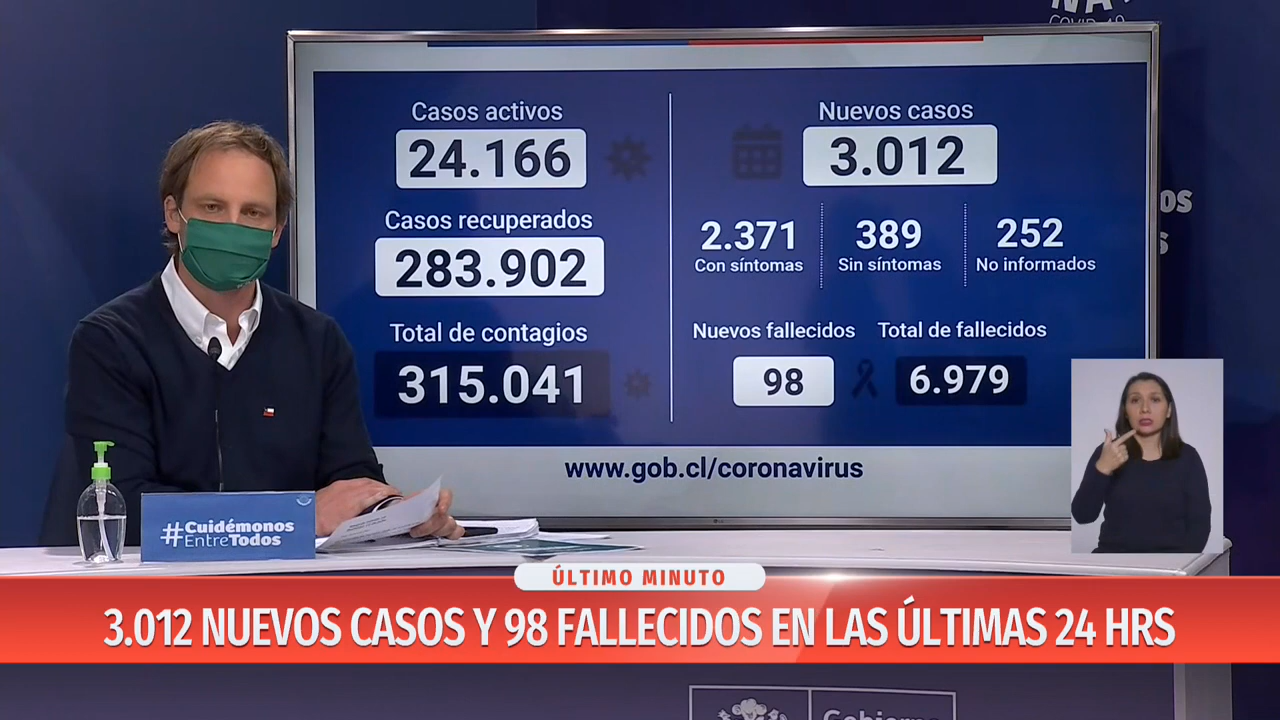 COVID-19
Casos activos
24.166
Casos recuperados
283.902
Total de contagios
315.041
Nuevos casos
3.012
2.371
Con síntomas
389
Sin síntomas
252
No informados
Nuevos fallecidos
98
Total de fallecidos
6.979
www.gob.cl/coronavirus
#Cuidémonos
EntreTodos
ÚLTIMO MINUTO
3.012 NUEVOS CASOS Y 98 FALLECIDOS EN LAS ÚLTIMAS 24 HRS